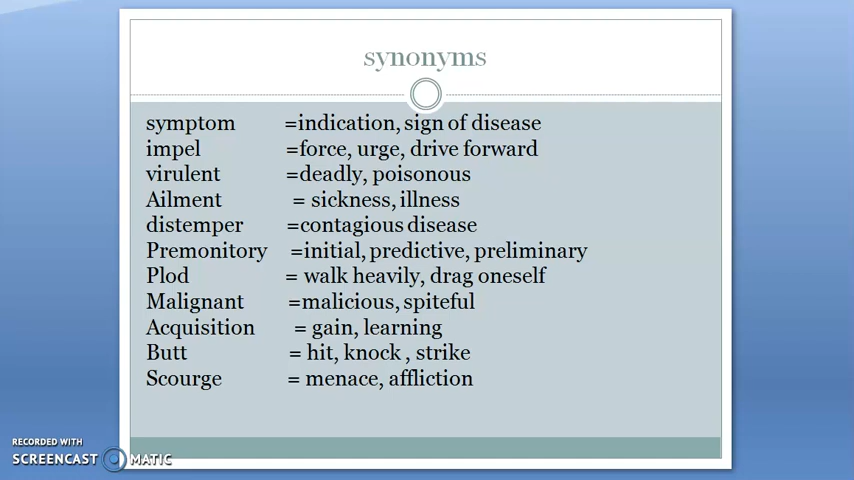 synonyms
symptom =indication, sign of disease
impel =force, urge, drive forward
virulent =deadly, poisonous
Ailment = sickness, illness
distemper =contagious disease
Premonitory =initial, predictive, preliminary
Plod = walk heavily, drag oneself
Malignant =malicious, spiteful
Acquisition = gain, learning
Butt = hit, knock , strike
Scourge = menace, affliction
RECORDED WITH
SCREENCAST MATIC